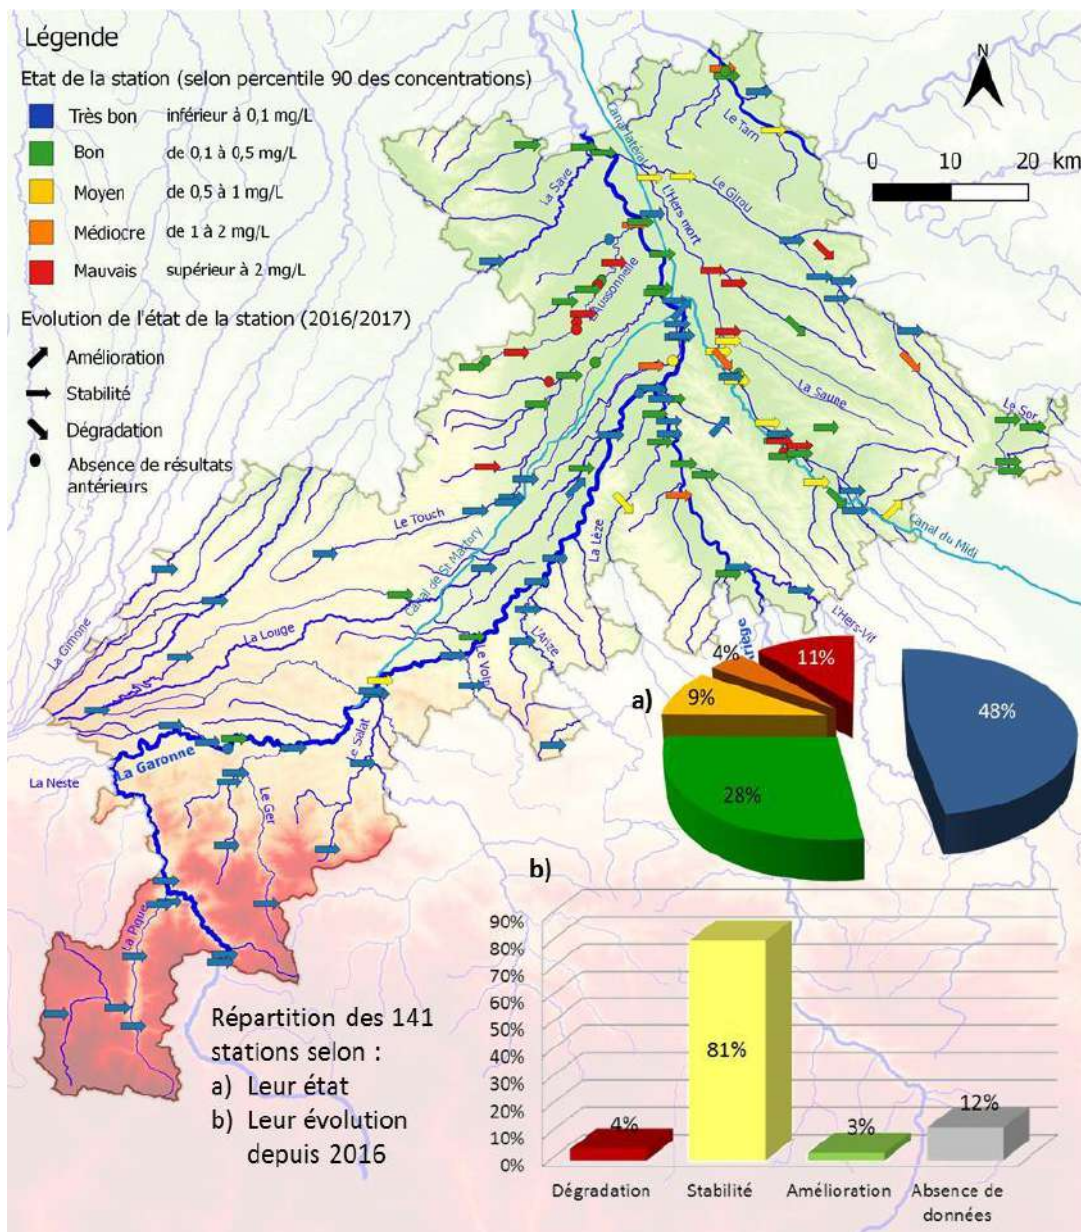 Légende
Etat de la station (selon percentile 90 des concentrations)
Très bon inférieur à 0,1 mg/L
Bon de 0,1 à 0,5 mg/L
Moyen de 0,5 à 1 mg/L
Médiocre de 1 à 2 mg/L
Mauvais supérieur à 2 mg/L
Evolution de l'état de la station (2016/2017)
Amélioration
Stabilité
Dégradation
Absence de résultats
antérieurs
N
0 10 20 km
Le Tarn
Canal latéral
La Save
L'Hers mort
Le Girou
L'Aussonnelle
La Saune
Le Sor
Le Touch
Canal de St Martory
La Lèze
Canal du Midi
La Gimone
La Louge
L'Arize
L'Hers-Vif
Le Volp
Le Salat
La Garonne
La Neste
Le Ger
La Pique
riège
a)
4%
11%
9%
48%
28%
b)
90%
80%
70%
60%
50%
40%
30%
20%
10%
0%
4%
81%
3%
12%
Dégradation Stabilité Amélioration Absence de
données
Répartition des 141
stations selon :
a) Leur état
b) Leur évolution
depuis 2016